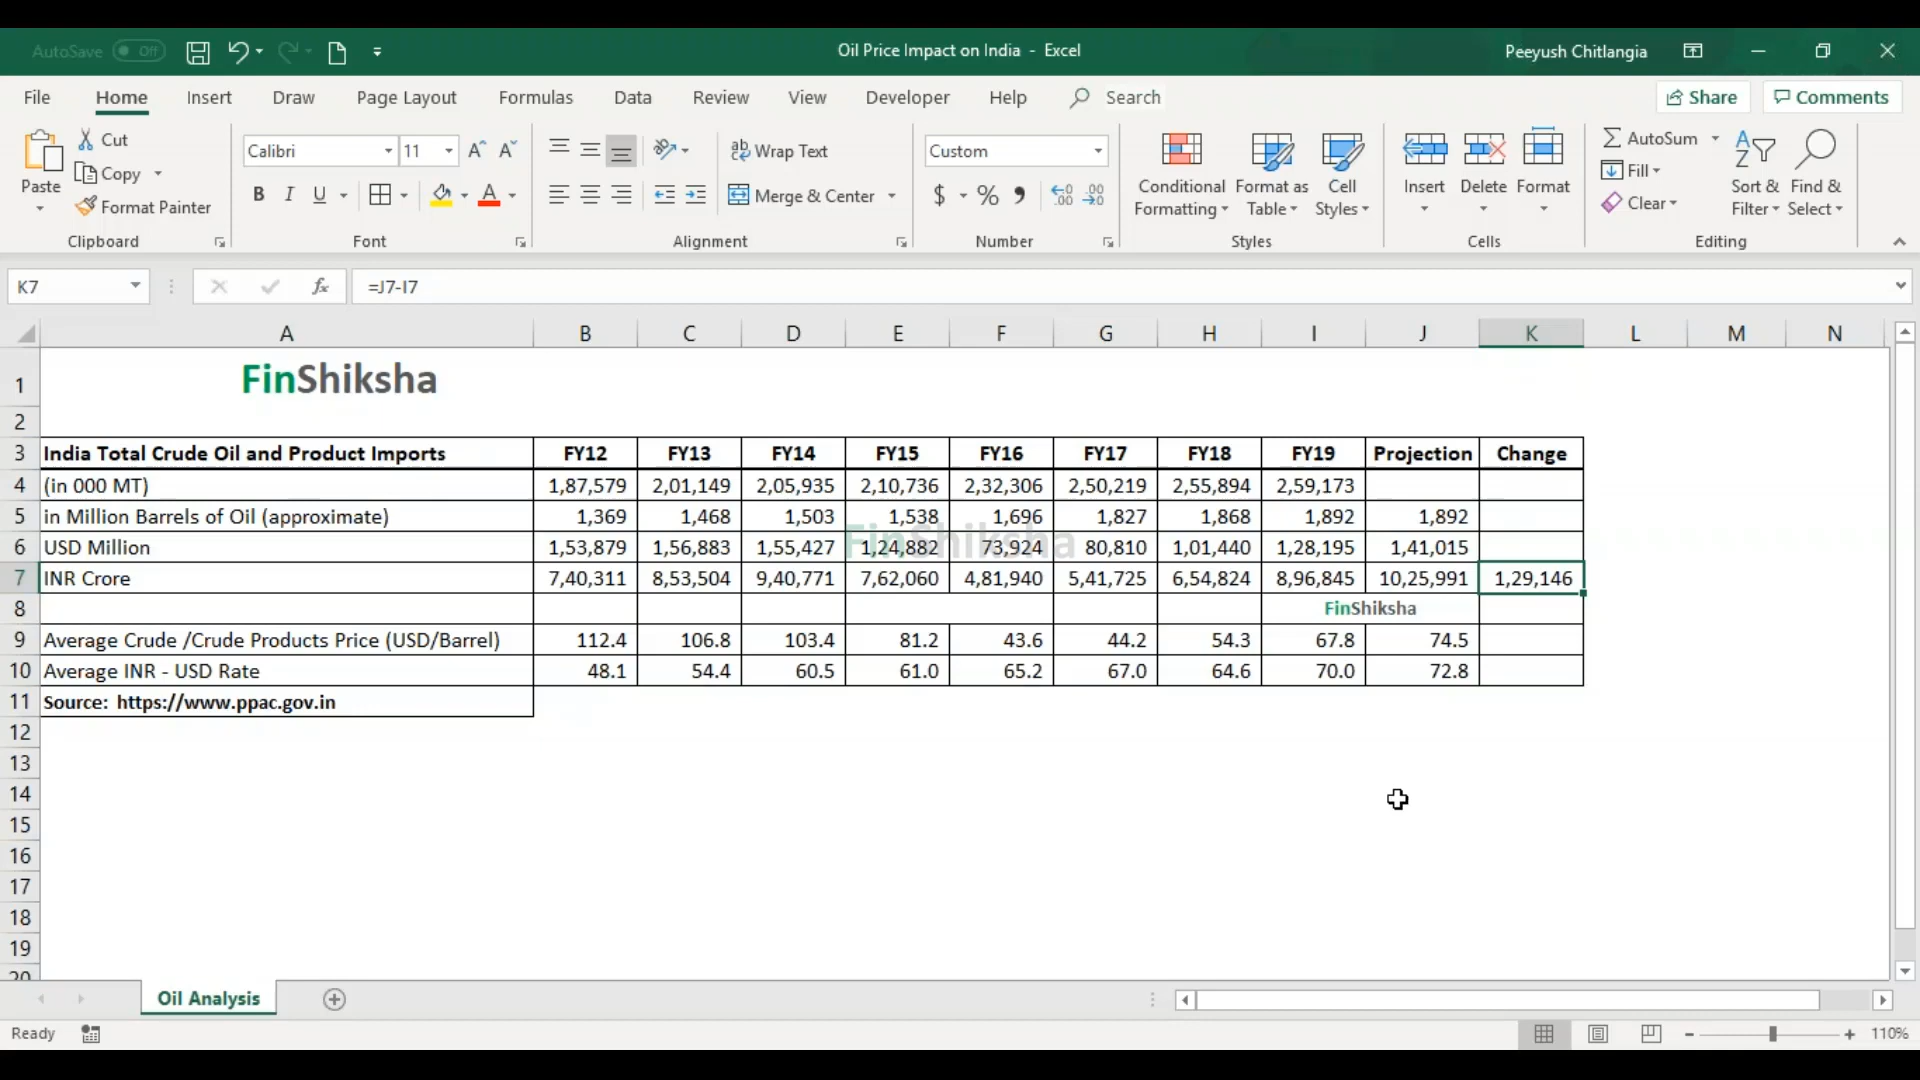 AutoSave Off Oil Price Impact on India - Excel Peeyush Chitlangia
File Home Insert Draw Page Layout Formulas Data Review View Developer Help Search Share Comments
Paste Cut Copy Format Painter Clipboard
Calibri 11 B I U A Font
Wrap Text Merge & Center Alignment
Custom $ % Number
Conditional Formatting Format as Table Cell Styles Styles
Insert Delete Format Cells
AutoSum Fill Clear Sort & Filter Find & Select Editing
K7 fx =J7-I7
A B C D E F G H I J K L M N
1 FinShiksha
2
3 India Total Crude Oil and Product Imports FY12 FY13 FY14 FY15 FY16 FY17 FY18 FY19 Projection Change
4 (in 000 MT) 1,87,579 2,01,149 2,05,935 2,10,736 2,32,306 2,50,219 2,55,894 2,59,173
5 in Million Barrels of Oil (approximate) 1,369 1,468 1,503 1,538 1,696 1,827 1,868 1,892 1,892
FinShiksha
6 USD Million 1,53,879 1,56,883 1,55,427 1,24,882 73,924 80,810 1,01,440 1,28,195 1,41,015
7 INR Crore 7,40,311 8,53,504 9,40,771 7,62,060 4,81,940 5,41,725 6,54,824 8,96,845 10,25,991 1,29,146
8 FinShiksha
9 Average Crude /Crude Products Price (USD/Barrel) 112.4 106.8 103.4 81.2 43.6 44.2 54.3 67.8 74.5
10 Average INR - USD Rate 48.1 54.4 60.5 61.0 65.2 67.0 64.6 70.0 72.8
11 Source: https://www.ppac.gov.in
12
13
14
15
16
17
18
19
20
Oil Analysis
Ready 110%